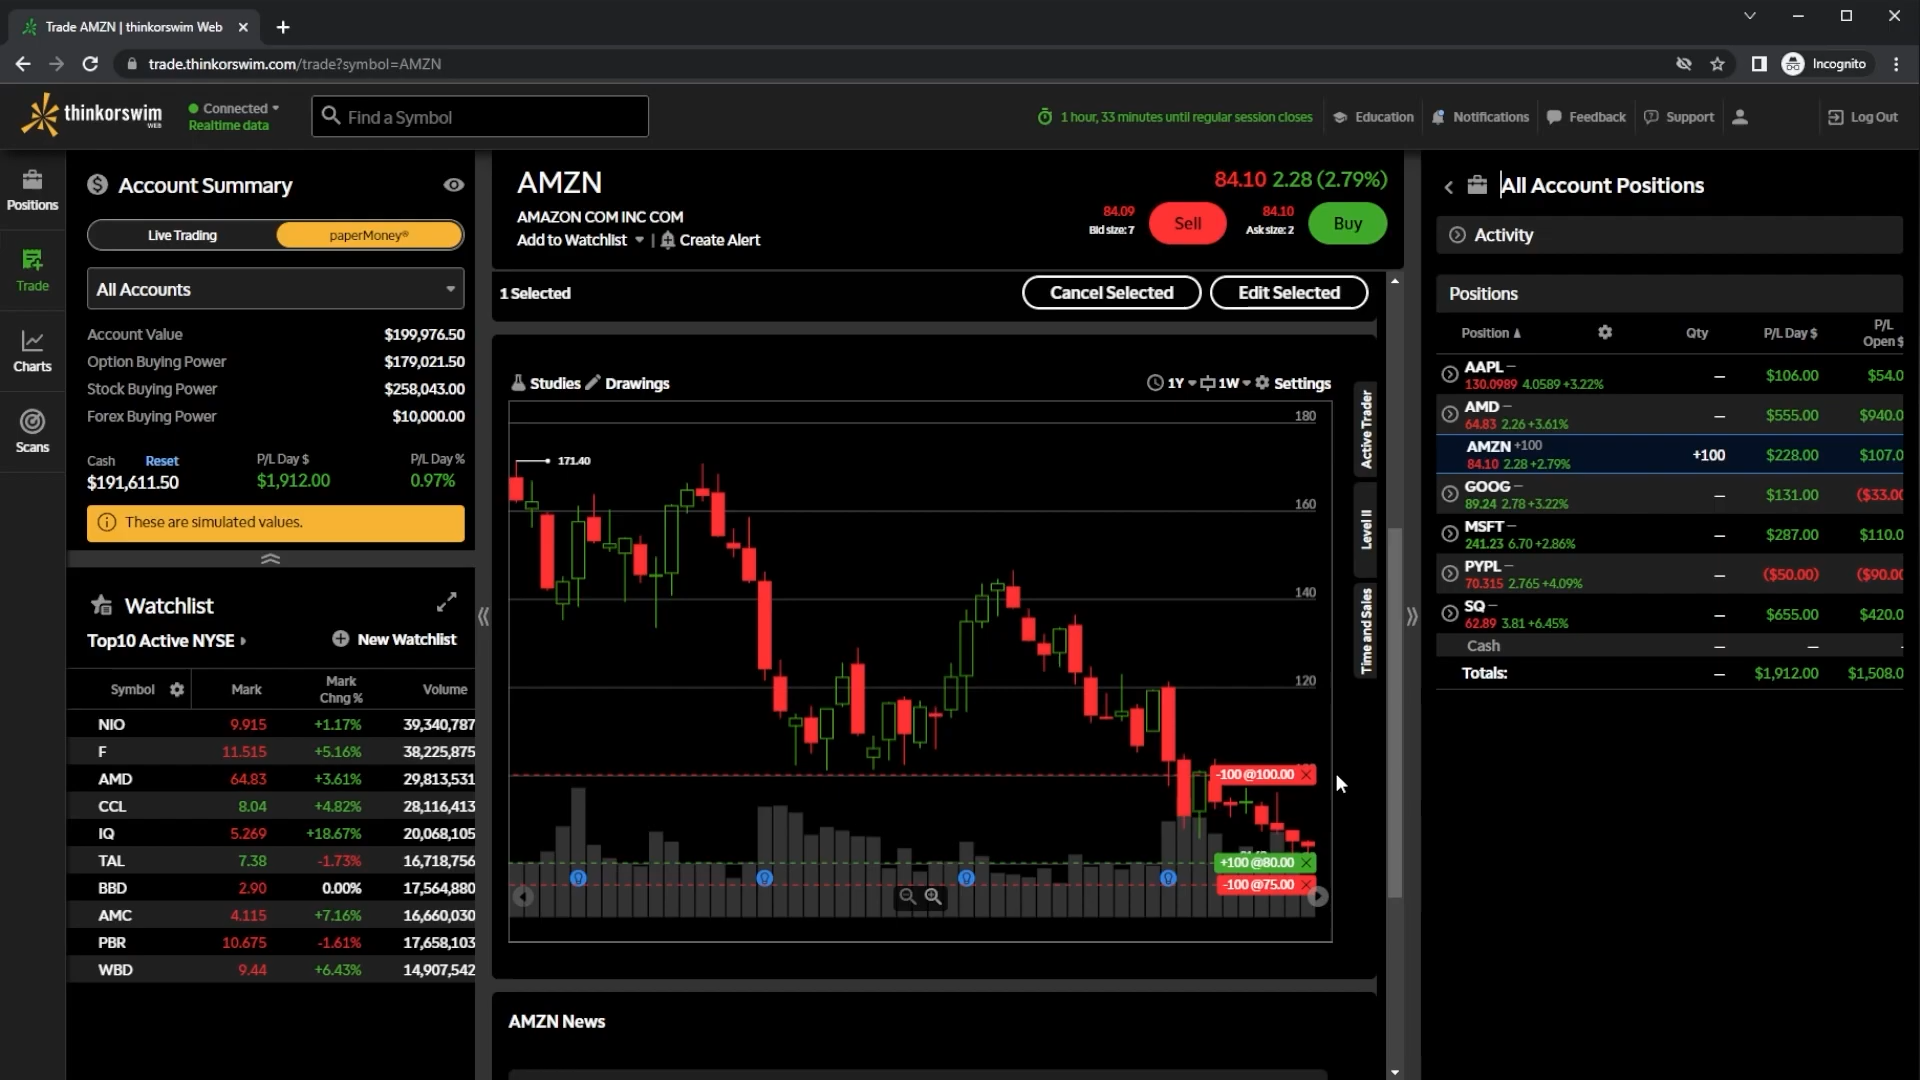 Trade AMZN | thinkorswim Web
trade.thinkorswim.com/trade?symbol=AMZN
Incognito
thinkorswim
WEB
Connected
Realtime data
Find a Symbol
1 hour, 33 minutes until regular session closes
Education
Notifications
Feedback
Support
Log Out
Positions
Trade
Charts
Scans
Account Summary
Live Trading
paperMoney®
All Accounts
Account Value $199,976.50
Option Buying Power $179,021.50
Stock Buying Power $258,043.00
Forex Buying Power $10,000.00
Cash Reset P/L Day $ P/L Day %
$191,611.50 $1,912.00 0.97%
These are simulated values.
Watchlist
Top10 Active NYSE
New Watchlist
Symbol Mark Mark Chng % Volume
NIO 9.915 +1.17% 39,340,787
F 11.515 +5.16% 38,225,875
AMD 64.83 +3.61% 29,813,531
CCL 8.04 +4.82% 28,116,413
IQ 5.269 +18.67% 20,068,105
TAL 7.38 -1.73% 16,718,756
BBD 2.90 0.00% 17,564,880
AMC 4.115 +7.16% 16,660,030
PBR 10.675 -1.61% 17,658,103
WBD 9.44 +6.43% 14,907,542
AMZN
AMAZON COM INC COM
Add to Watchlist | Create Alert
84.10 2.28 (2.79%)
84.09
Bid size: 7
Sell
84.10
Ask size: 2
Buy
1 Selected
Cancel Selected
Edit Selected
Studies
Drawings
1Y
1W
Settings
180
171.40
160
140
120
-100 @100.00
+100 @80.00
-100 @75.00
Active Trader
Level II
Time and Sales
AMZN News
All Account Positions
Activity
Positions
Position Qty P/L Day $ P/L Open $
AAPL – – $106.00 $54.0
130.0989 4.0589 +3.22%
AMD – – $555.00 $940.0
64.83 2.26 +3.61%
AMZN +100 +100 $228.00 $107.0
84.10 2.28 +2.79%
GOOG – – $131.00 ($33.00
89.24 2.78 +3.22%
MSFT – – $287.00 $110.0
241.23 6.70 +2.86%
PYPL – – ($50.00) ($90.00
70.315 2.765 +4.09%
SQ – – $655.00 $420.0
62.89 3.81 +6.45%
Cash – –
Totals: – $1,912.00 $1,508.0